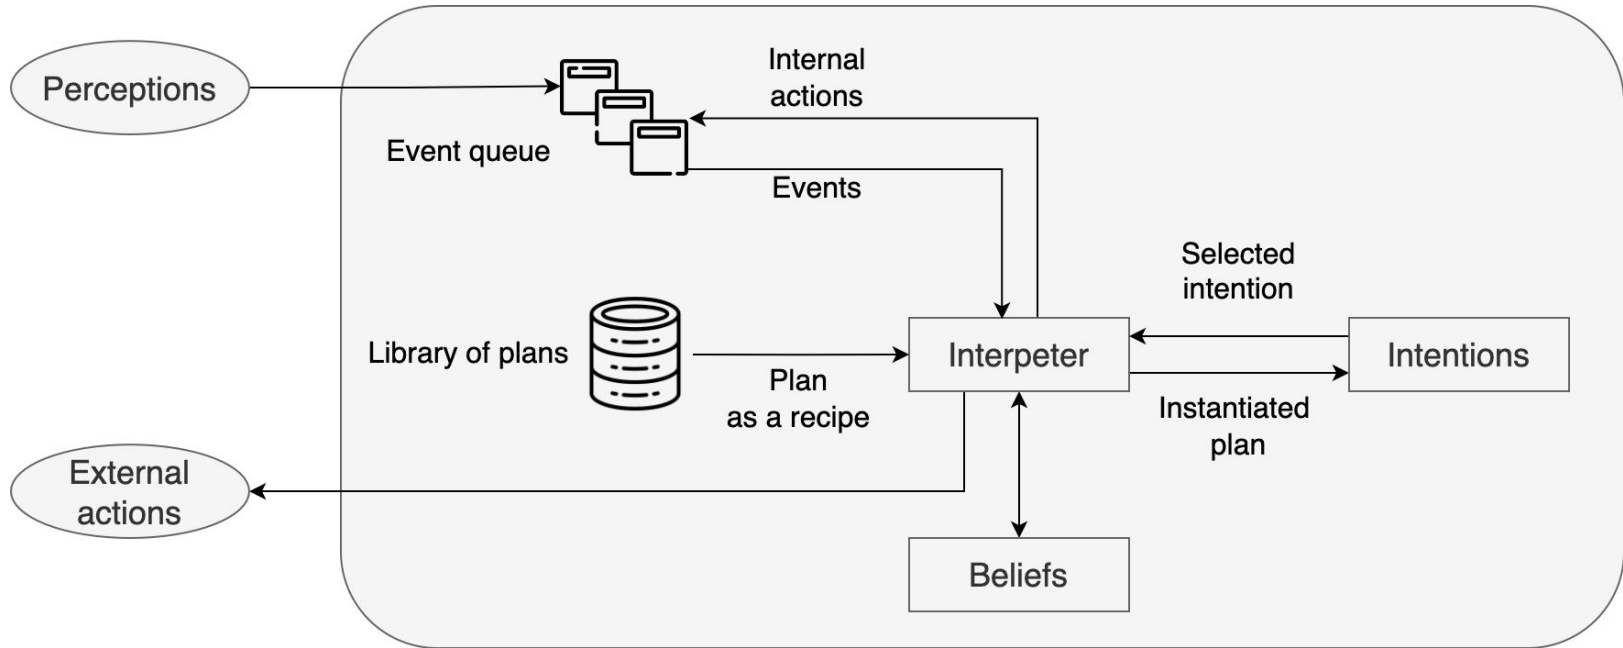 Perceptions
Internal
actions
Event queue
Events
Selected
intention
Library of plans
Interpeter
Intentions
Plan
as a recipe
Instantiated
plan
External
actions
Beliefs